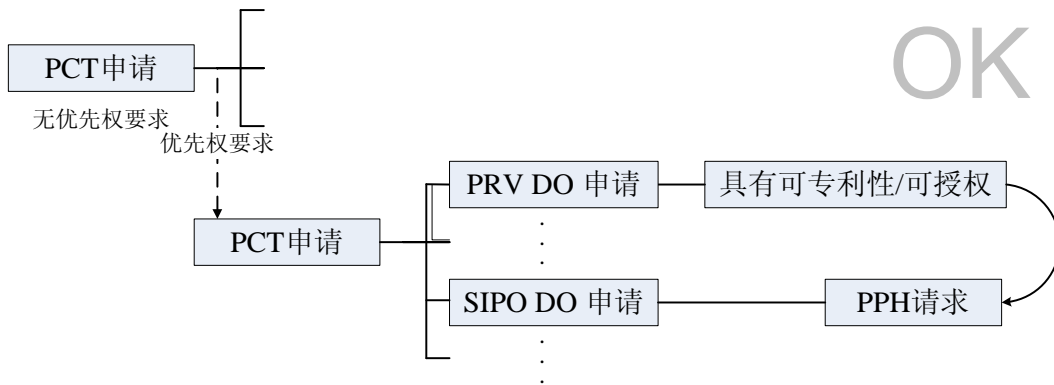 OK
PCT申请
无优先权要求
优先权要求
PRV DO 申请
具有可专利性/可授权
PCT申请
SIPO DO 申请
PPH请求